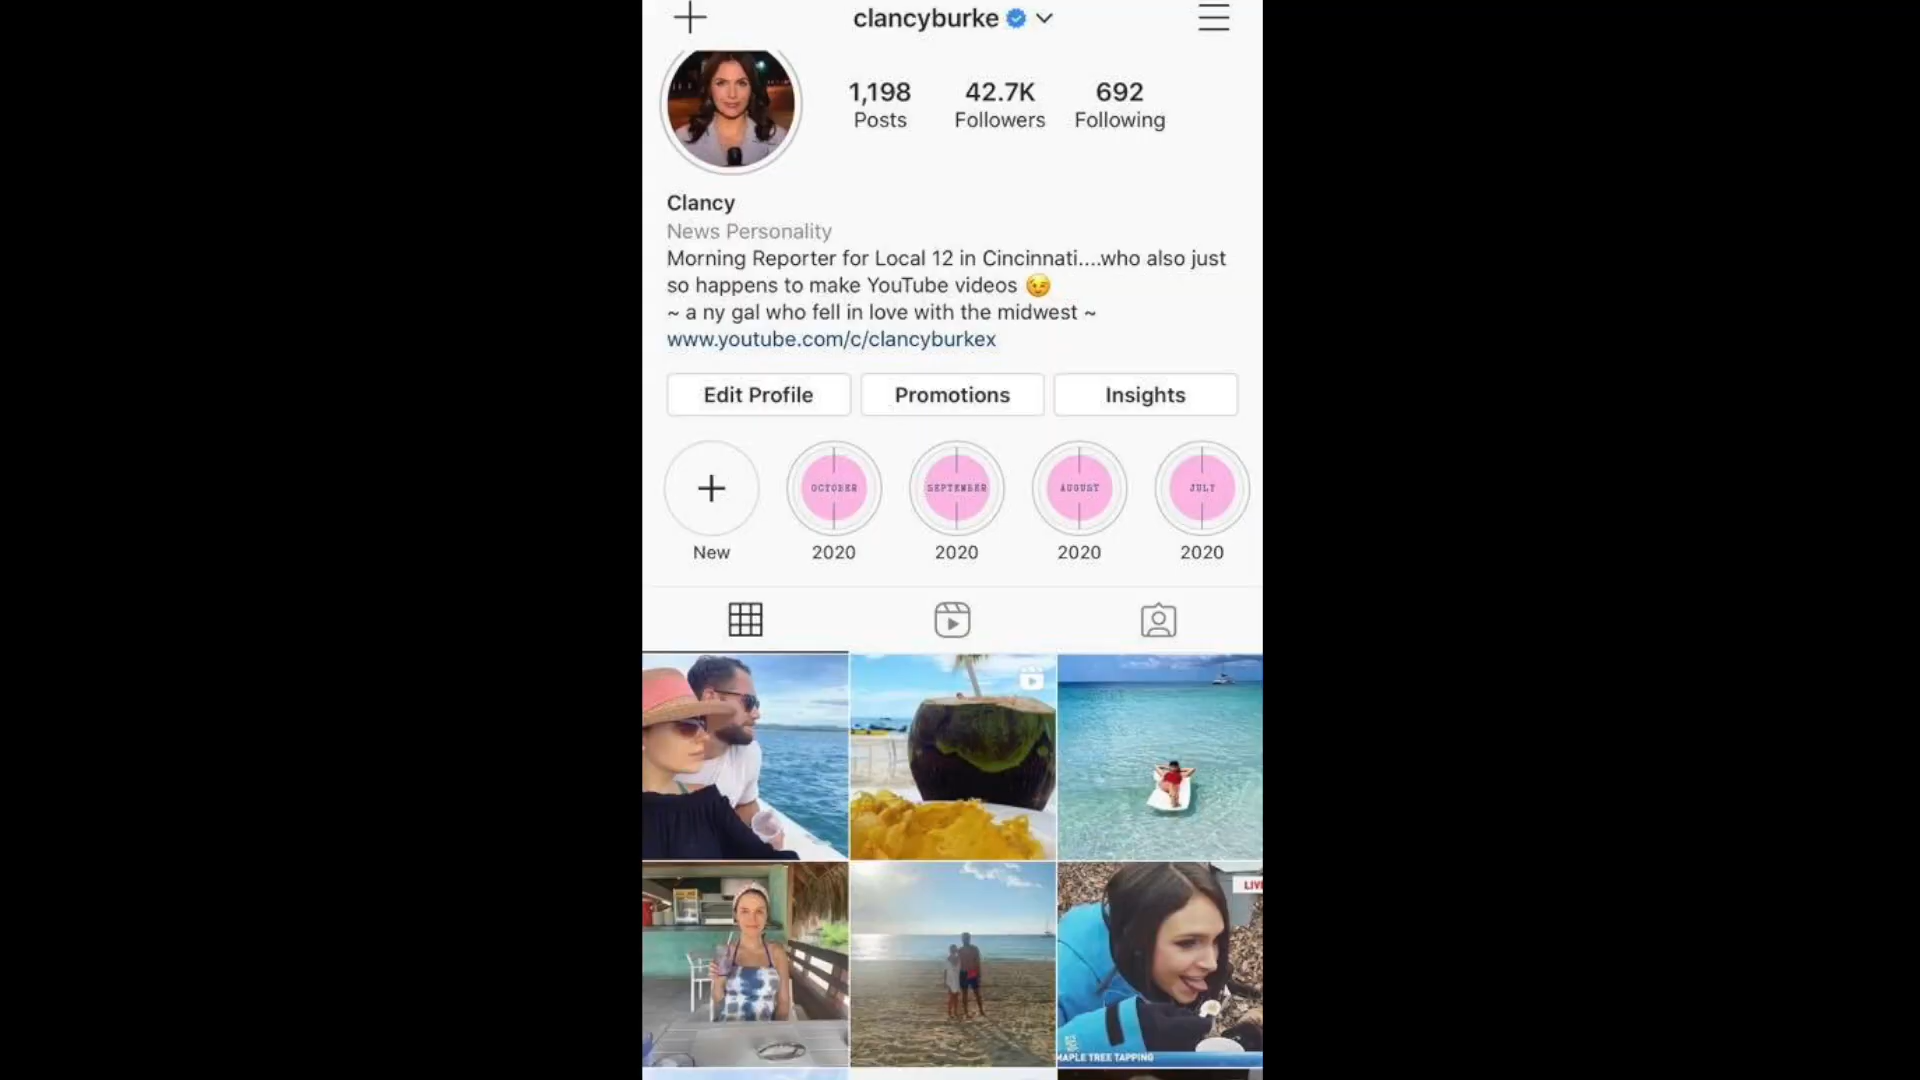 clancyburke
1,198 42.7K 692
Posts Followers Following
Clancy
News Personality
Morning Reporter for Local 12 in Cincinnati....who also just
so happens to make YouTube videos 😉
~ a ny gal who fell in love with the midwest ~
www.youtube.com/c/clancyburkex
Edit Profile Promotions Insights
OCTOBER SEPTEMBER AUGUST JULY
New 2020 2020 2020 2020
LIV
MAPLE TREE TAPPING